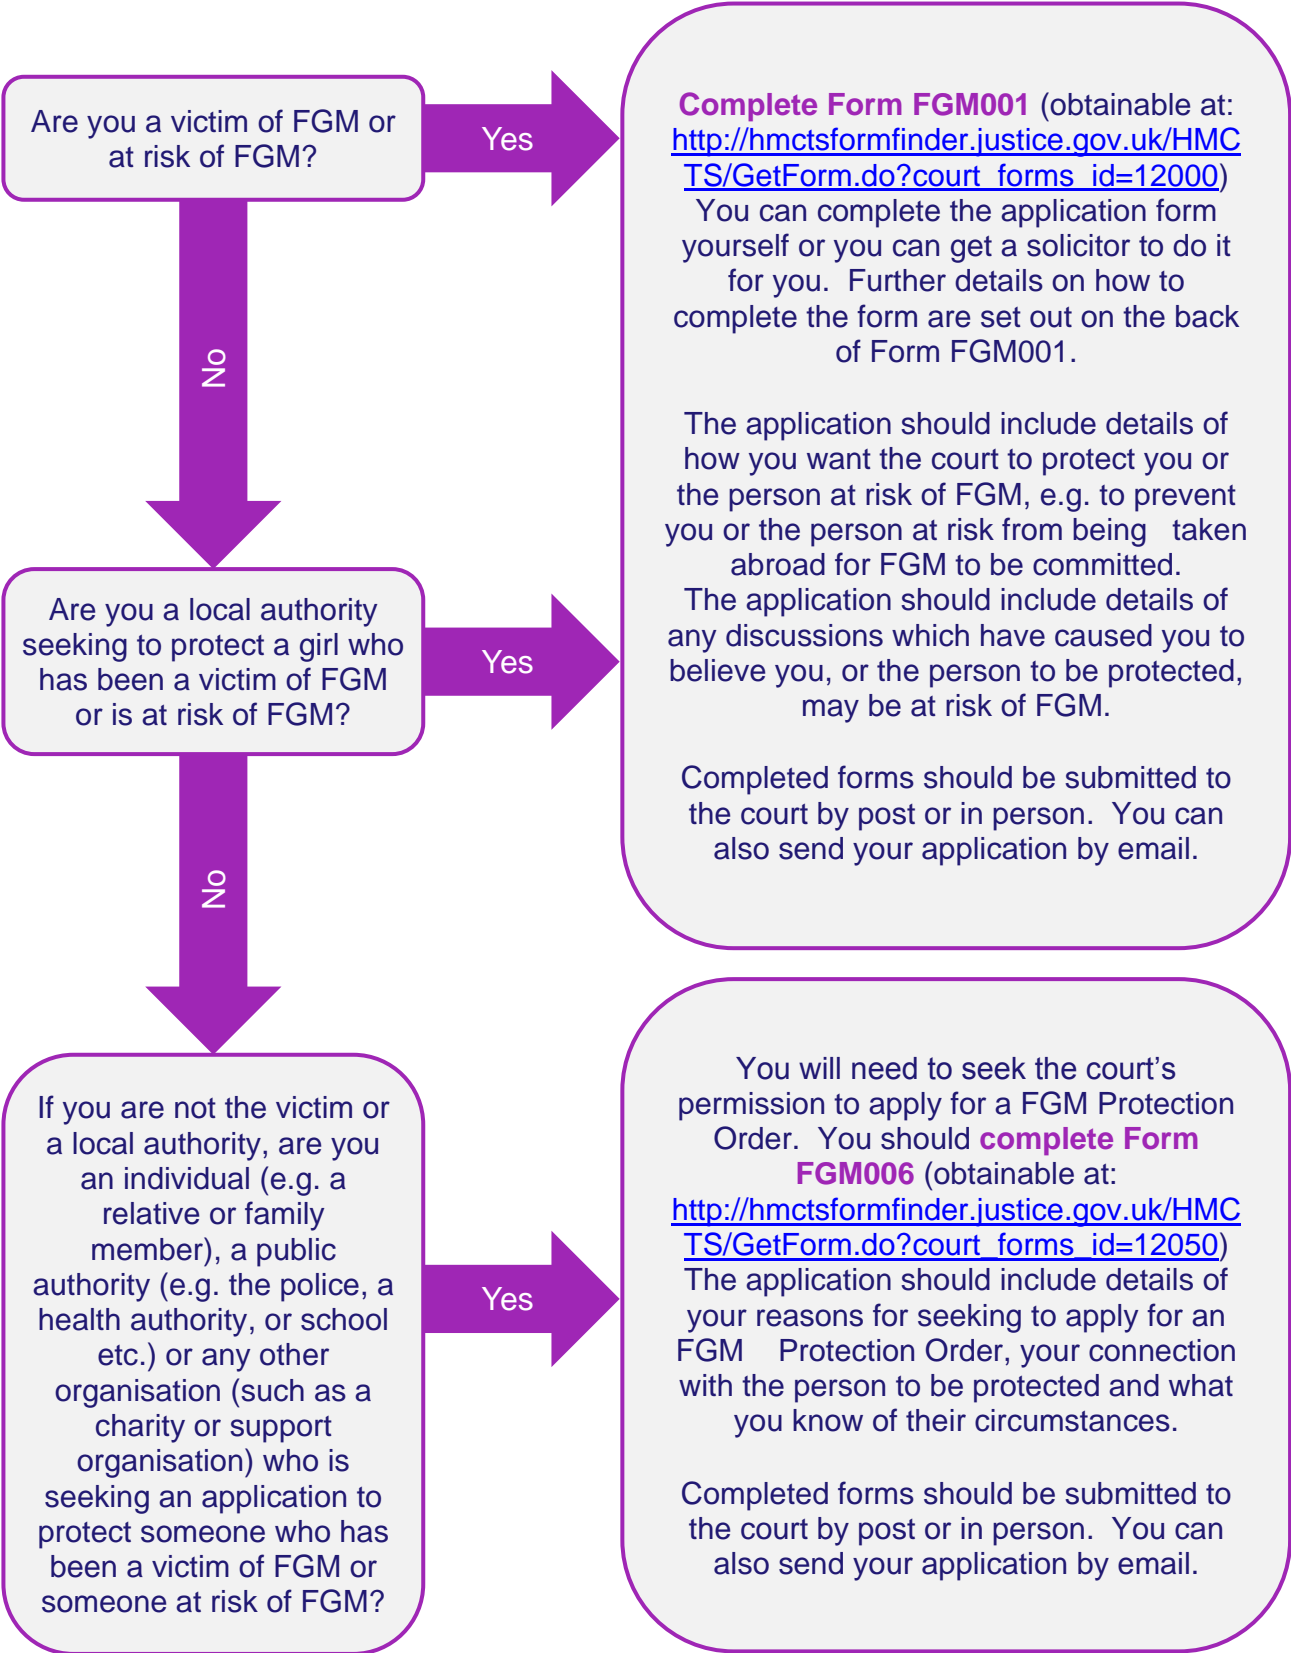 Are you a victim of FGM or
at risk of FGM?
Yes
Complete Form FGM001 (obtainable at:
http://hmctsformfinder.justice.gov.uk/HMC
TS/GetForm.do?court_forms_id=12000)
You can complete the application form
yourself or you can get a solicitor to do it
for you.  Further details on how to
complete the form are set out on the back
of Form FGM001.
The application should include details of
how you want the court to protect you or
the person at risk of FGM, e.g. to prevent
you or the person at risk from being   taken
abroad for FGM to be committed.
The application should include details of
any discussions which have caused you to
believe you, or the person to be protected,
may be at risk of FGM.
Completed forms should be submitted to
the court by post or in person.  You can
also send your application by email.
No
Are you a local authority
seeking to protect a girl who
has been a victim of FGM
or is at risk of FGM?
Yes
No
If you are not the victim or
a local authority, are you
an individual (e.g. a
relative or family
member), a public
authority (e.g. the police, a
health authority, or school
etc.) or any other
organisation (such as a
charity or support
organisation) who is
seeking an application to
protect someone who has
been a victim of FGM or
someone at risk of FGM?
Yes
You will need to seek the court’s
permission to apply for a FGM Protection
Order.  You should complete Form
FGM006 (obtainable at:
http://hmctsformfinder.justice.gov.uk/HMC
TS/GetForm.do?court_forms_id=12050)
The application should include details of
your reasons for seeking to apply for an
FGM    Protection Order, your connection
with the person to be protected and what
you know of their circumstances.
Completed forms should be submitted to
the court by post or in person.  You can
also send your application by email.